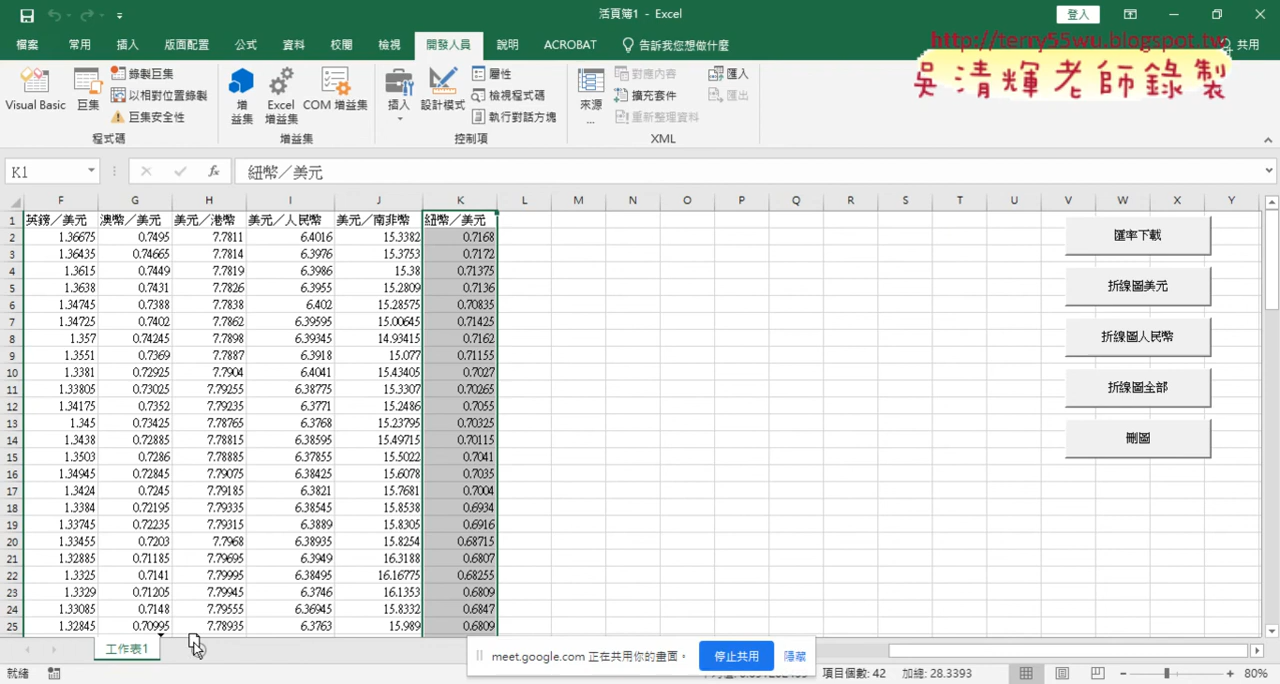 活頁簿1 - Excel
登入
檔案 常用 插入 版面配置 公式 資料 校閱 檢視 開發人員 說明 ACROBAT 告訴我您想做什麼 共用
http://terry55wu.blogspot.tw
吳清輝老師錄製
Visual Basic 巨集 錄製巨集 以相對位置錄製 巨集安全性
增益集 Excel 增益集 COM 增益集
插入 設計模式 屬性 檢視程式碼 執行對話方塊
來源... 對應內容 擴充套件 重新整理資料 匯入 匯出
程式碼 增益集 控制項 XML
K1 fx 紐幣／美元
F G H I J K L M N O P Q R S T U V W X Y
1 英鎊／美元 澳幣／美元 美元／港幣 美元／人民幣 美元／南非幣 紐幣／美元
2 1.36675 0.7495 7.7811 6.4016 15.3382 0.7168
3 1.36435 0.74665 7.7814 6.3976 15.3753 0.7172
4 1.3615 0.7449 7.7819 6.3986 15.38 0.71375
5 1.3638 0.7431 7.7826 6.3955 15.2809 0.7136
6 1.34745 0.7388 7.7838 6.402 15.28575 0.70835
7 1.34725 0.7402 7.7862 6.39595 15.00645 0.71425
8 1.357 0.74245 7.7898 6.39345 14.93415 0.7162
9 1.3551 0.7369 7.7887 6.3918 15.077 0.71155
10 1.3381 0.72925 7.7904 6.4041 15.43405 0.7027
11 1.33805 0.73025 7.79255 6.38775 15.3307 0.70265
12 1.34175 0.7352 7.79235 6.3771 15.2486 0.7055
13 1.345 0.73425 7.78765 6.3768 15.23795 0.70325
14 1.3438 0.72885 7.78815 6.38595 15.49715 0.70115
15 1.3503 0.7286 7.78885 6.37855 15.5022 0.7041
16 1.34945 0.72845 7.79075 6.38425 15.6078 0.7035
17 1.3424 0.7245 7.79185 6.3821 15.7681 0.7004
18 1.3384 0.72195 7.79335 6.38545 15.8538 0.6934
19 1.33745 0.72235 7.79315 6.3889 15.8305 0.6916
20 1.33455 0.7203 7.7968 6.38935 15.8254 0.68715
21 1.32885 0.71185 7.79695 6.3949 16.3188 0.6807
22 1.3325 0.7141 7.79995 6.38495 16.16775 0.68255
23 1.3329 0.71205 7.79945 6.3746 16.1353 0.6809
24 1.33085 0.7148 7.79555 6.36945 15.8332 0.6847
25 1.32845 0.70995 7.78935 6.3763 15.989 0.6809
匯率下載
折線圖美元
折線圖人民幣
折線圖全部
刪圖
工作表1
meet.google.com 正在共用你的畫面。 停止共用 隱藏
就緒 項目個數: 42 加總: 28.3393 80%